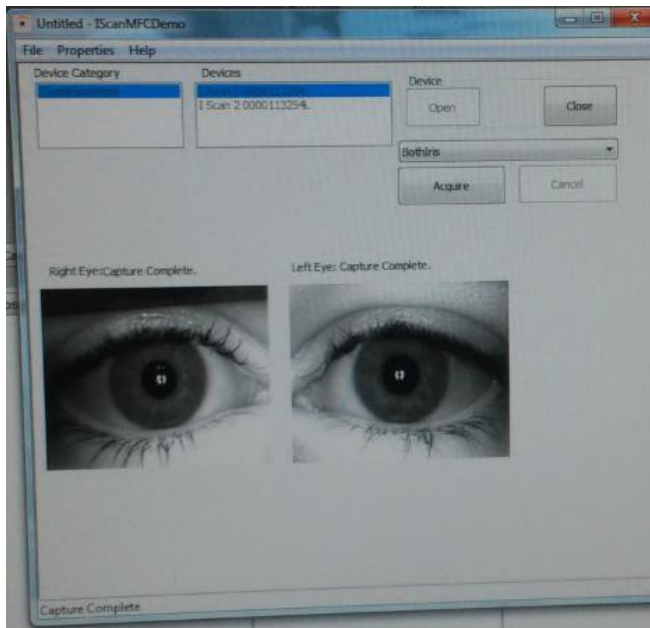 Untitled - IScanMFCDemo
File Properties Help
Device Category
Devices
I Scan 2 0000113254L
Device
Open
Close
BothIris
Acquire
Cancel
Right Eye:Capture Complete.
Left Eye: Capture Complete.
Capture Complete